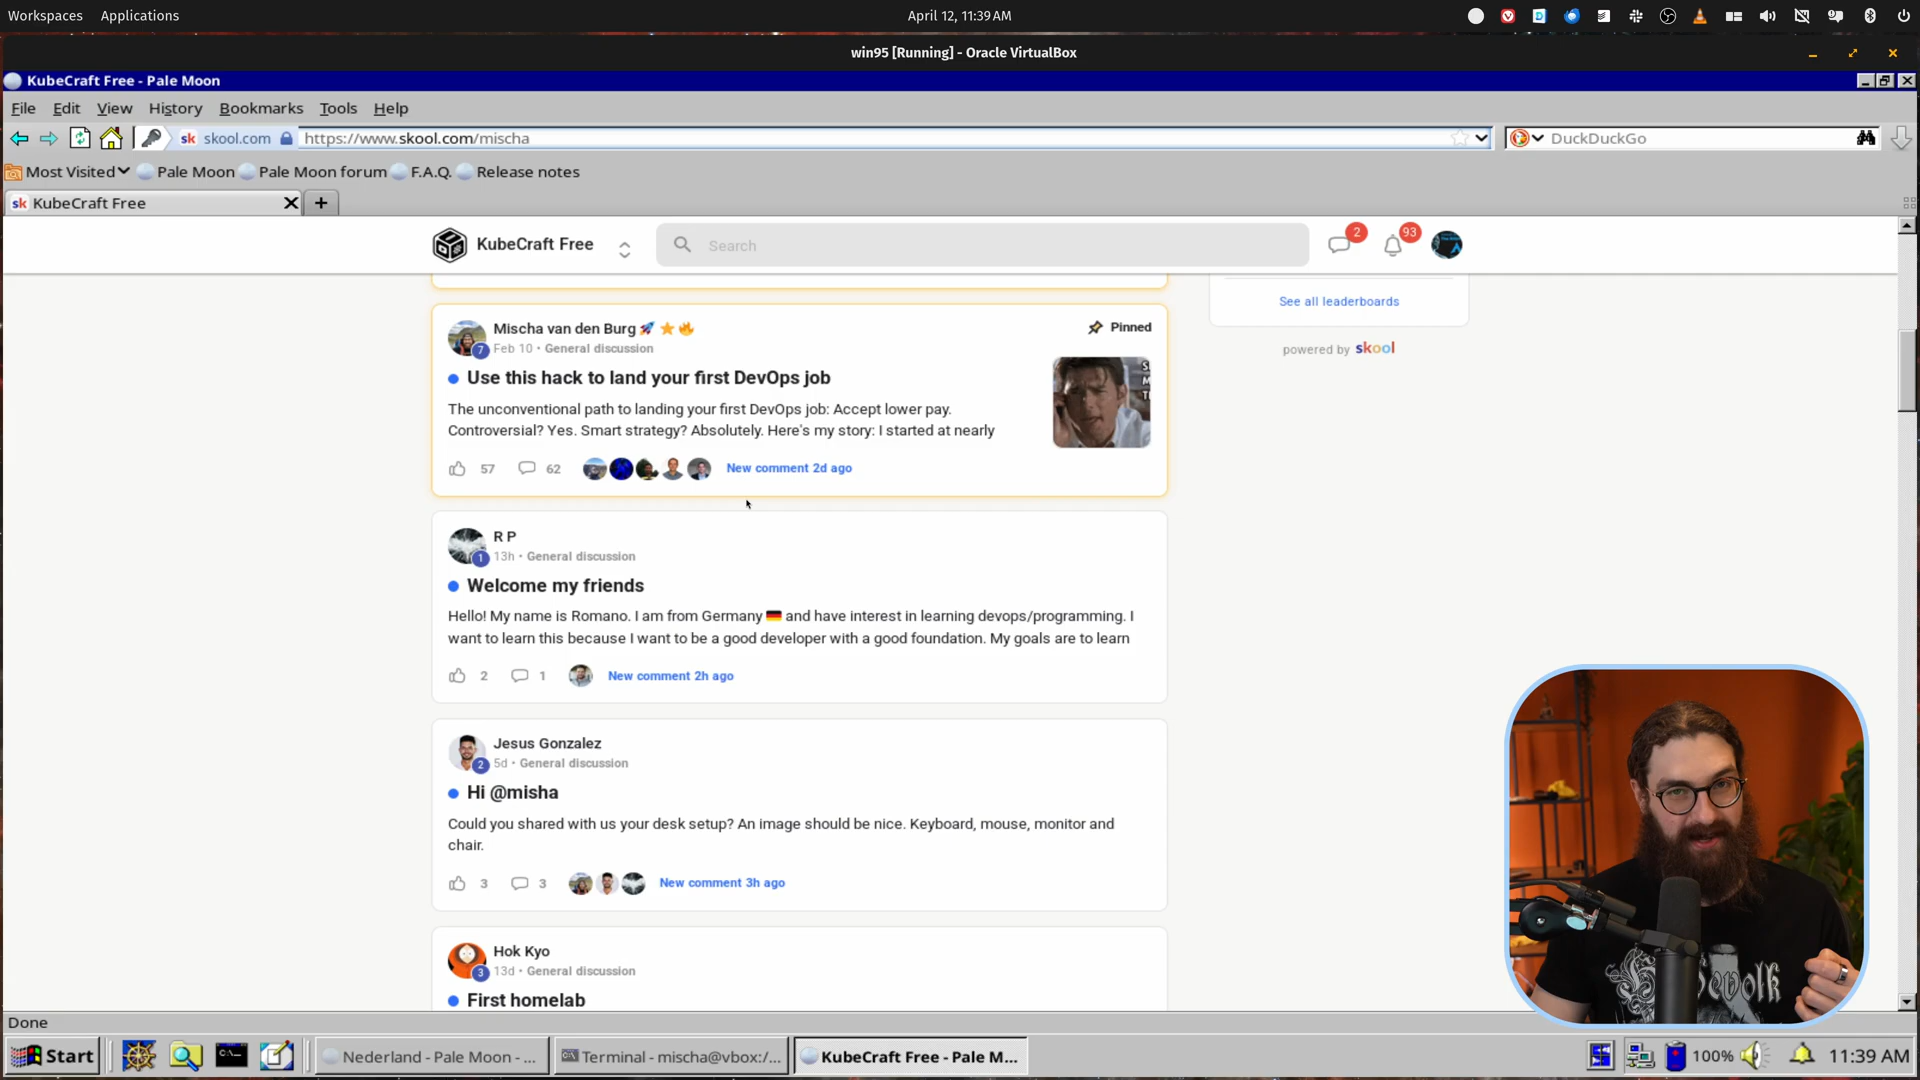 Workspaces Applications April 12, 11:39 AM
win95 [Running] - Oracle VirtualBox
KubeCraft Free - Pale Moon
File Edit View History Bookmarks Tools Help
sk skool.com https://www.skool.com/mischa DuckDuckGo
Most Visited Pale Moon Pale Moon forum F.A.Q. Release notes
sk KubeCraft Free
KubeCraft Free Search 2 93
See all leaderboards
powered by skool
Mischa van den Burg Pinned
7 Feb 10 • General discussion
Use this hack to land your first DevOps job
The unconventional path to landing your first DevOps job: Accept lower pay.
Controversial? Yes. Smart strategy? Absolutely. Here's my story: I started at nearly
57 62 New comment 2d ago
R P
1 13h • General discussion
Welcome my friends
Hello! My name is Romano. I am from Germany 🇩🇪 and have interest in learning devops/programming. I
want to learn this because I want to be a good developer with a good foundation. My goals are to learn
2 1 New comment 2h ago
Jesus Gonzalez
2 5d • General discussion
Hi @misha
Could you shared with us your desk setup? An image should be nice. Keyboard, mouse, monitor and
chair.
3 3 New comment 3h ago
Hok Kyo
3 13d • General discussion
First homelab
Done
Start Nederland - Pale Moon - ... Terminal - mischa@vbox:/... KubeCraft Free - Pale M... 100% 11:39 AM